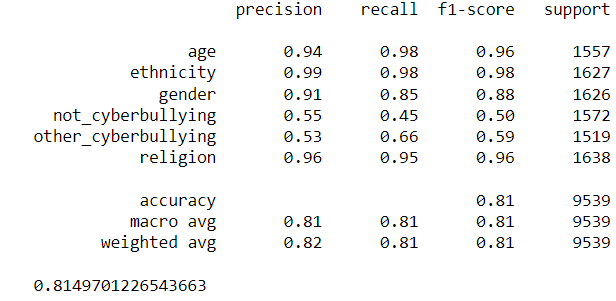 precision recall f1-score support
age 0.94 0.98 0.96 1557
ethnicity 0.99 0.98 0.98 1627
gender 0.91 0.85 0.88 1626
not_cyberbullying 0.55 0.45 0.50 1572
other_cyberbullying 0.53 0.66 0.59 1519
religion 0.96 0.95 0.96 1638
accuracy 0.81 9539
macro avg 0.81 0.81 0.81 9539
weighted avg 0.82 0.81 0.81 9539
0.8149701226543663